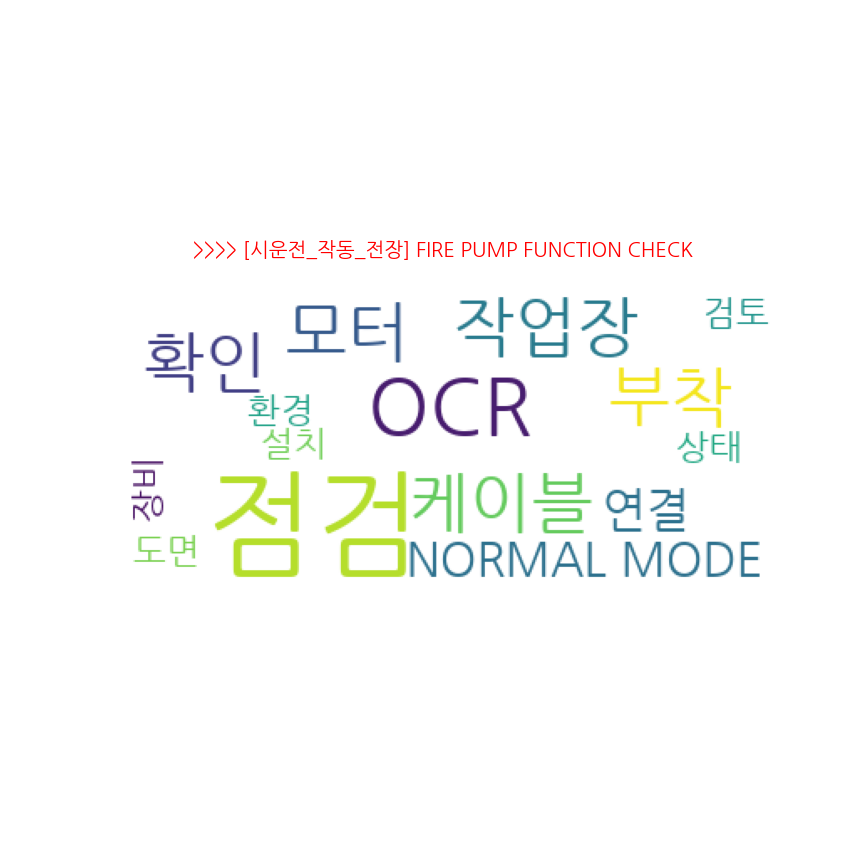 >>>> [시운전_작동_전장] FIRE PUMP FUNCTION CHECK
검토
작업장
모터
확인
부착
OCR
환경
설치
상태
장비
점검
케이블
연결
도면
NORMAL MODE